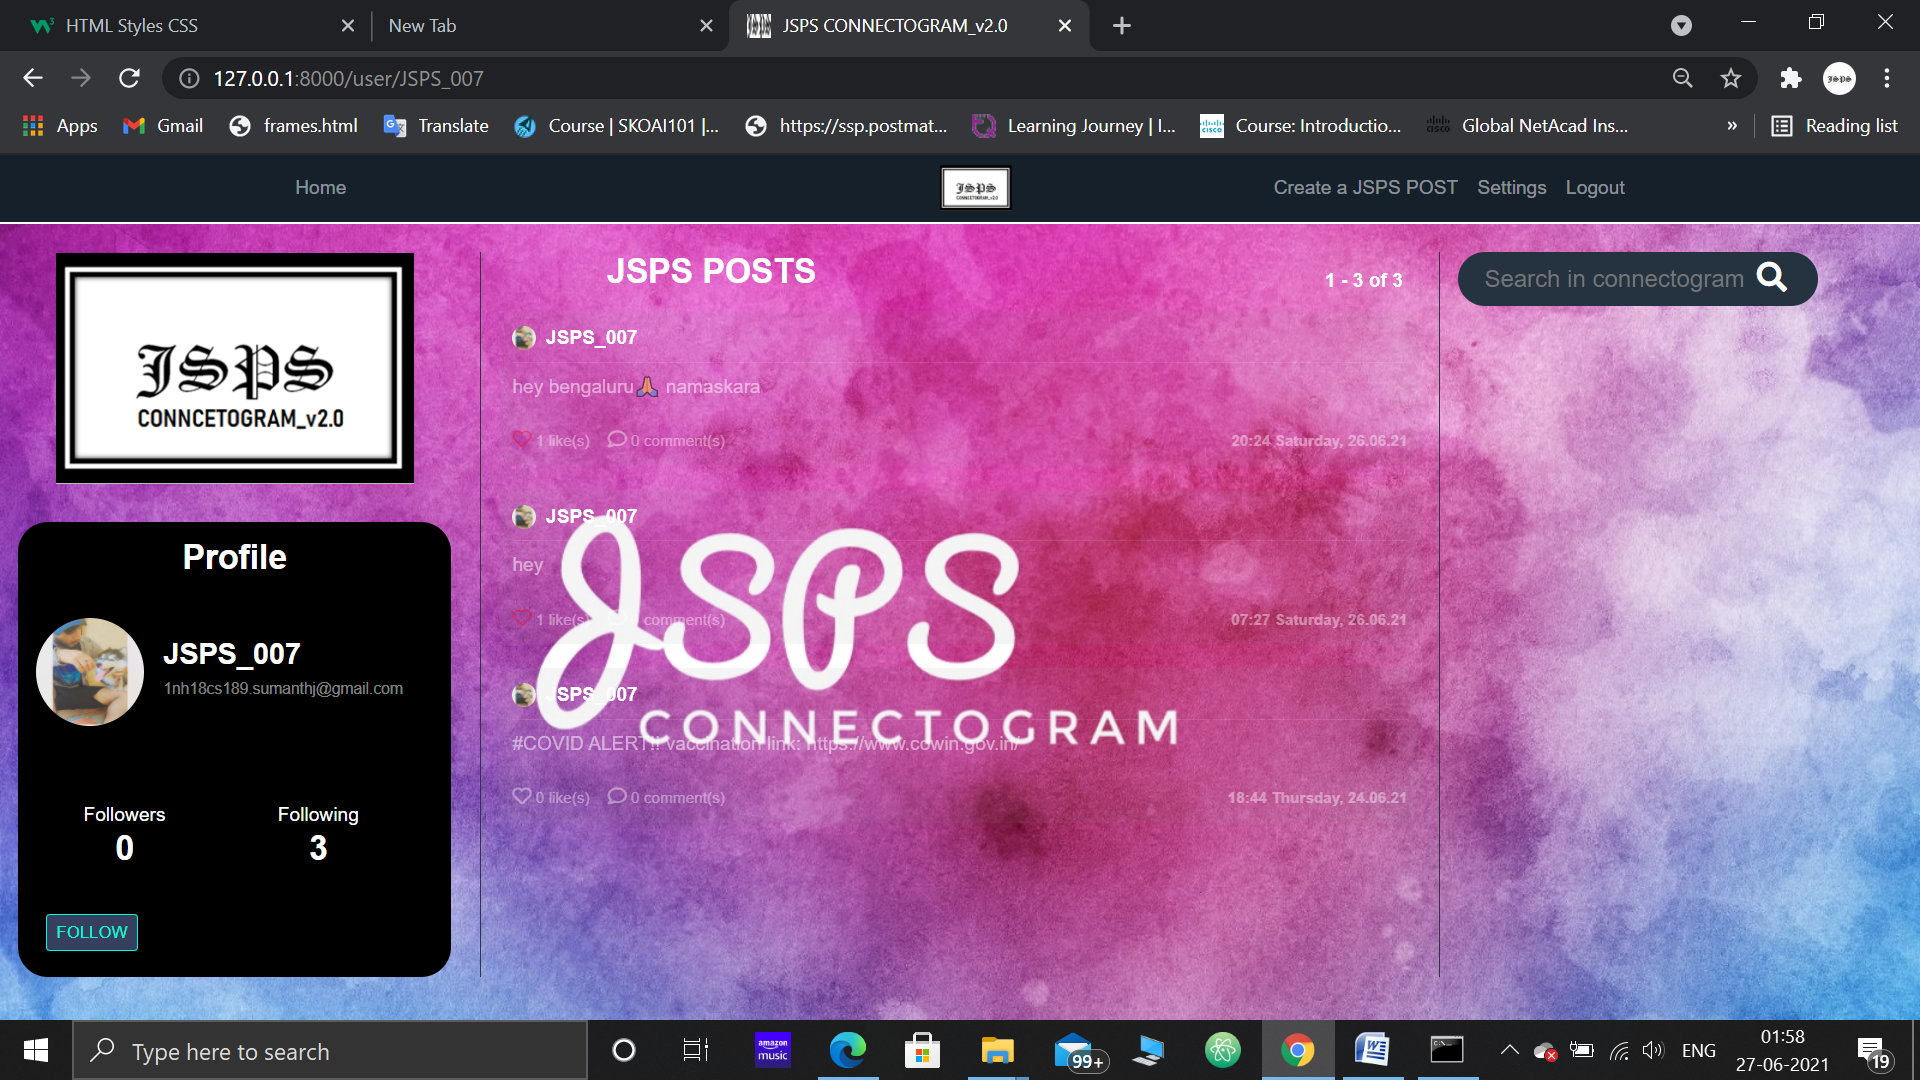 HTML Styles CSS
New Tab
JSPS CONNECTOGRAM_v2.0
127.0.0.1:8000/user/JSPS_007
Apps
Gmail
frames.html
Translate
Course | SKOAI101 |...
https://ssp.postmat...
Learning Journey | I...
Course: Introductio...
Global NetAcad Ins...
»
Reading list
Home
JSPS
CONNCETOGRAM_v2.0
Create a JSPS POST
Settings
Logout
JSPS
CONNCETOGRAM_v2.0
Profile
JSPS_007
1nh18cs189.sumanthj@gmail.com
Followers
Following
0
3
FOLLOW
JSPS POSTS
1 - 3 of 3
JSPS_007
hey bengaluru🙏 namaskara
1 like(s)
0 comment(s)
20:24 Saturday, 26.06.21
JSPS_007
hey
1 like(s)
comment(s)
07:27 Saturday, 26.06.21
JSPS_007
#COVID ALERT!! vaccination link: https://www.cowin.gov.in/
0 like(s)
0 comment(s)
18:44 Thursday, 24.06.21
JSPS
CONNECTOGRAM
Search in connectogram
Type here to search
amazon
music
99+
ENG
01:58
27-06-2021
19